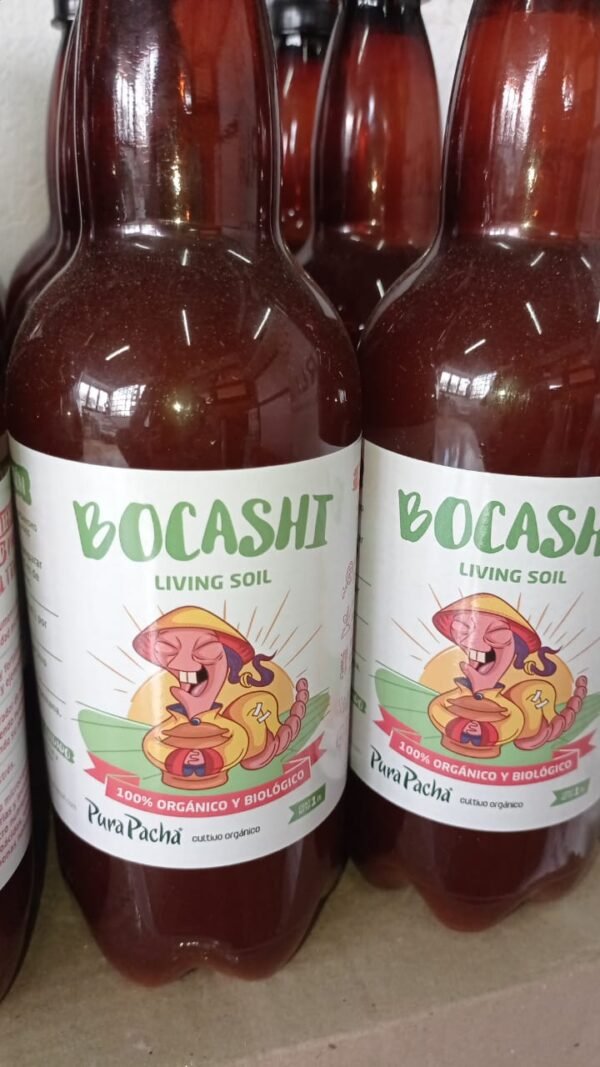 BOCASHI
LIVING SOIL
100% ORGÁNICO Y BIOLÓGICO
PuraPacha
cultivo orgánico
BOCASH
LIVING SOIL
100% ORGÁNICO Y BIOLÓGICO
PuraPacha
cultivo orgánico